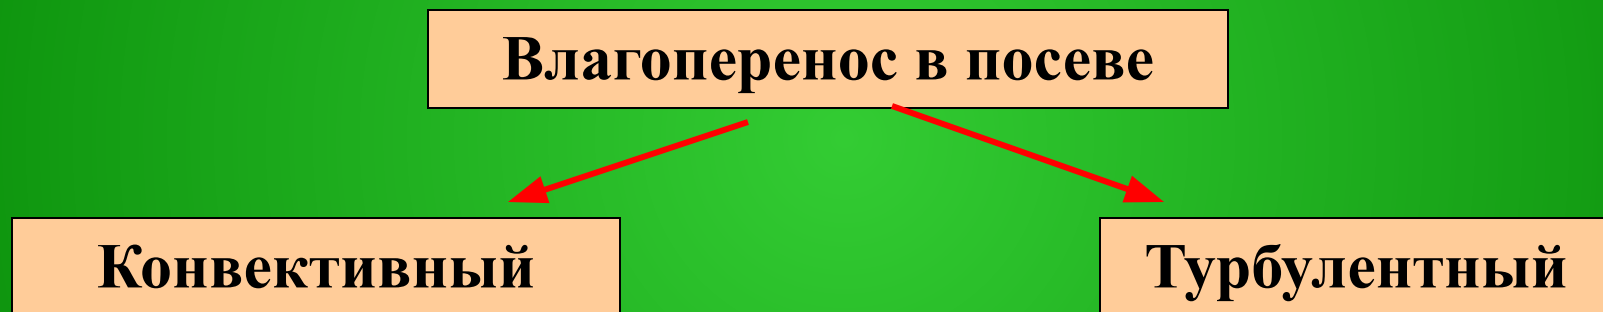 Влагоперенос в посеве
Конвективный
Турбулентный